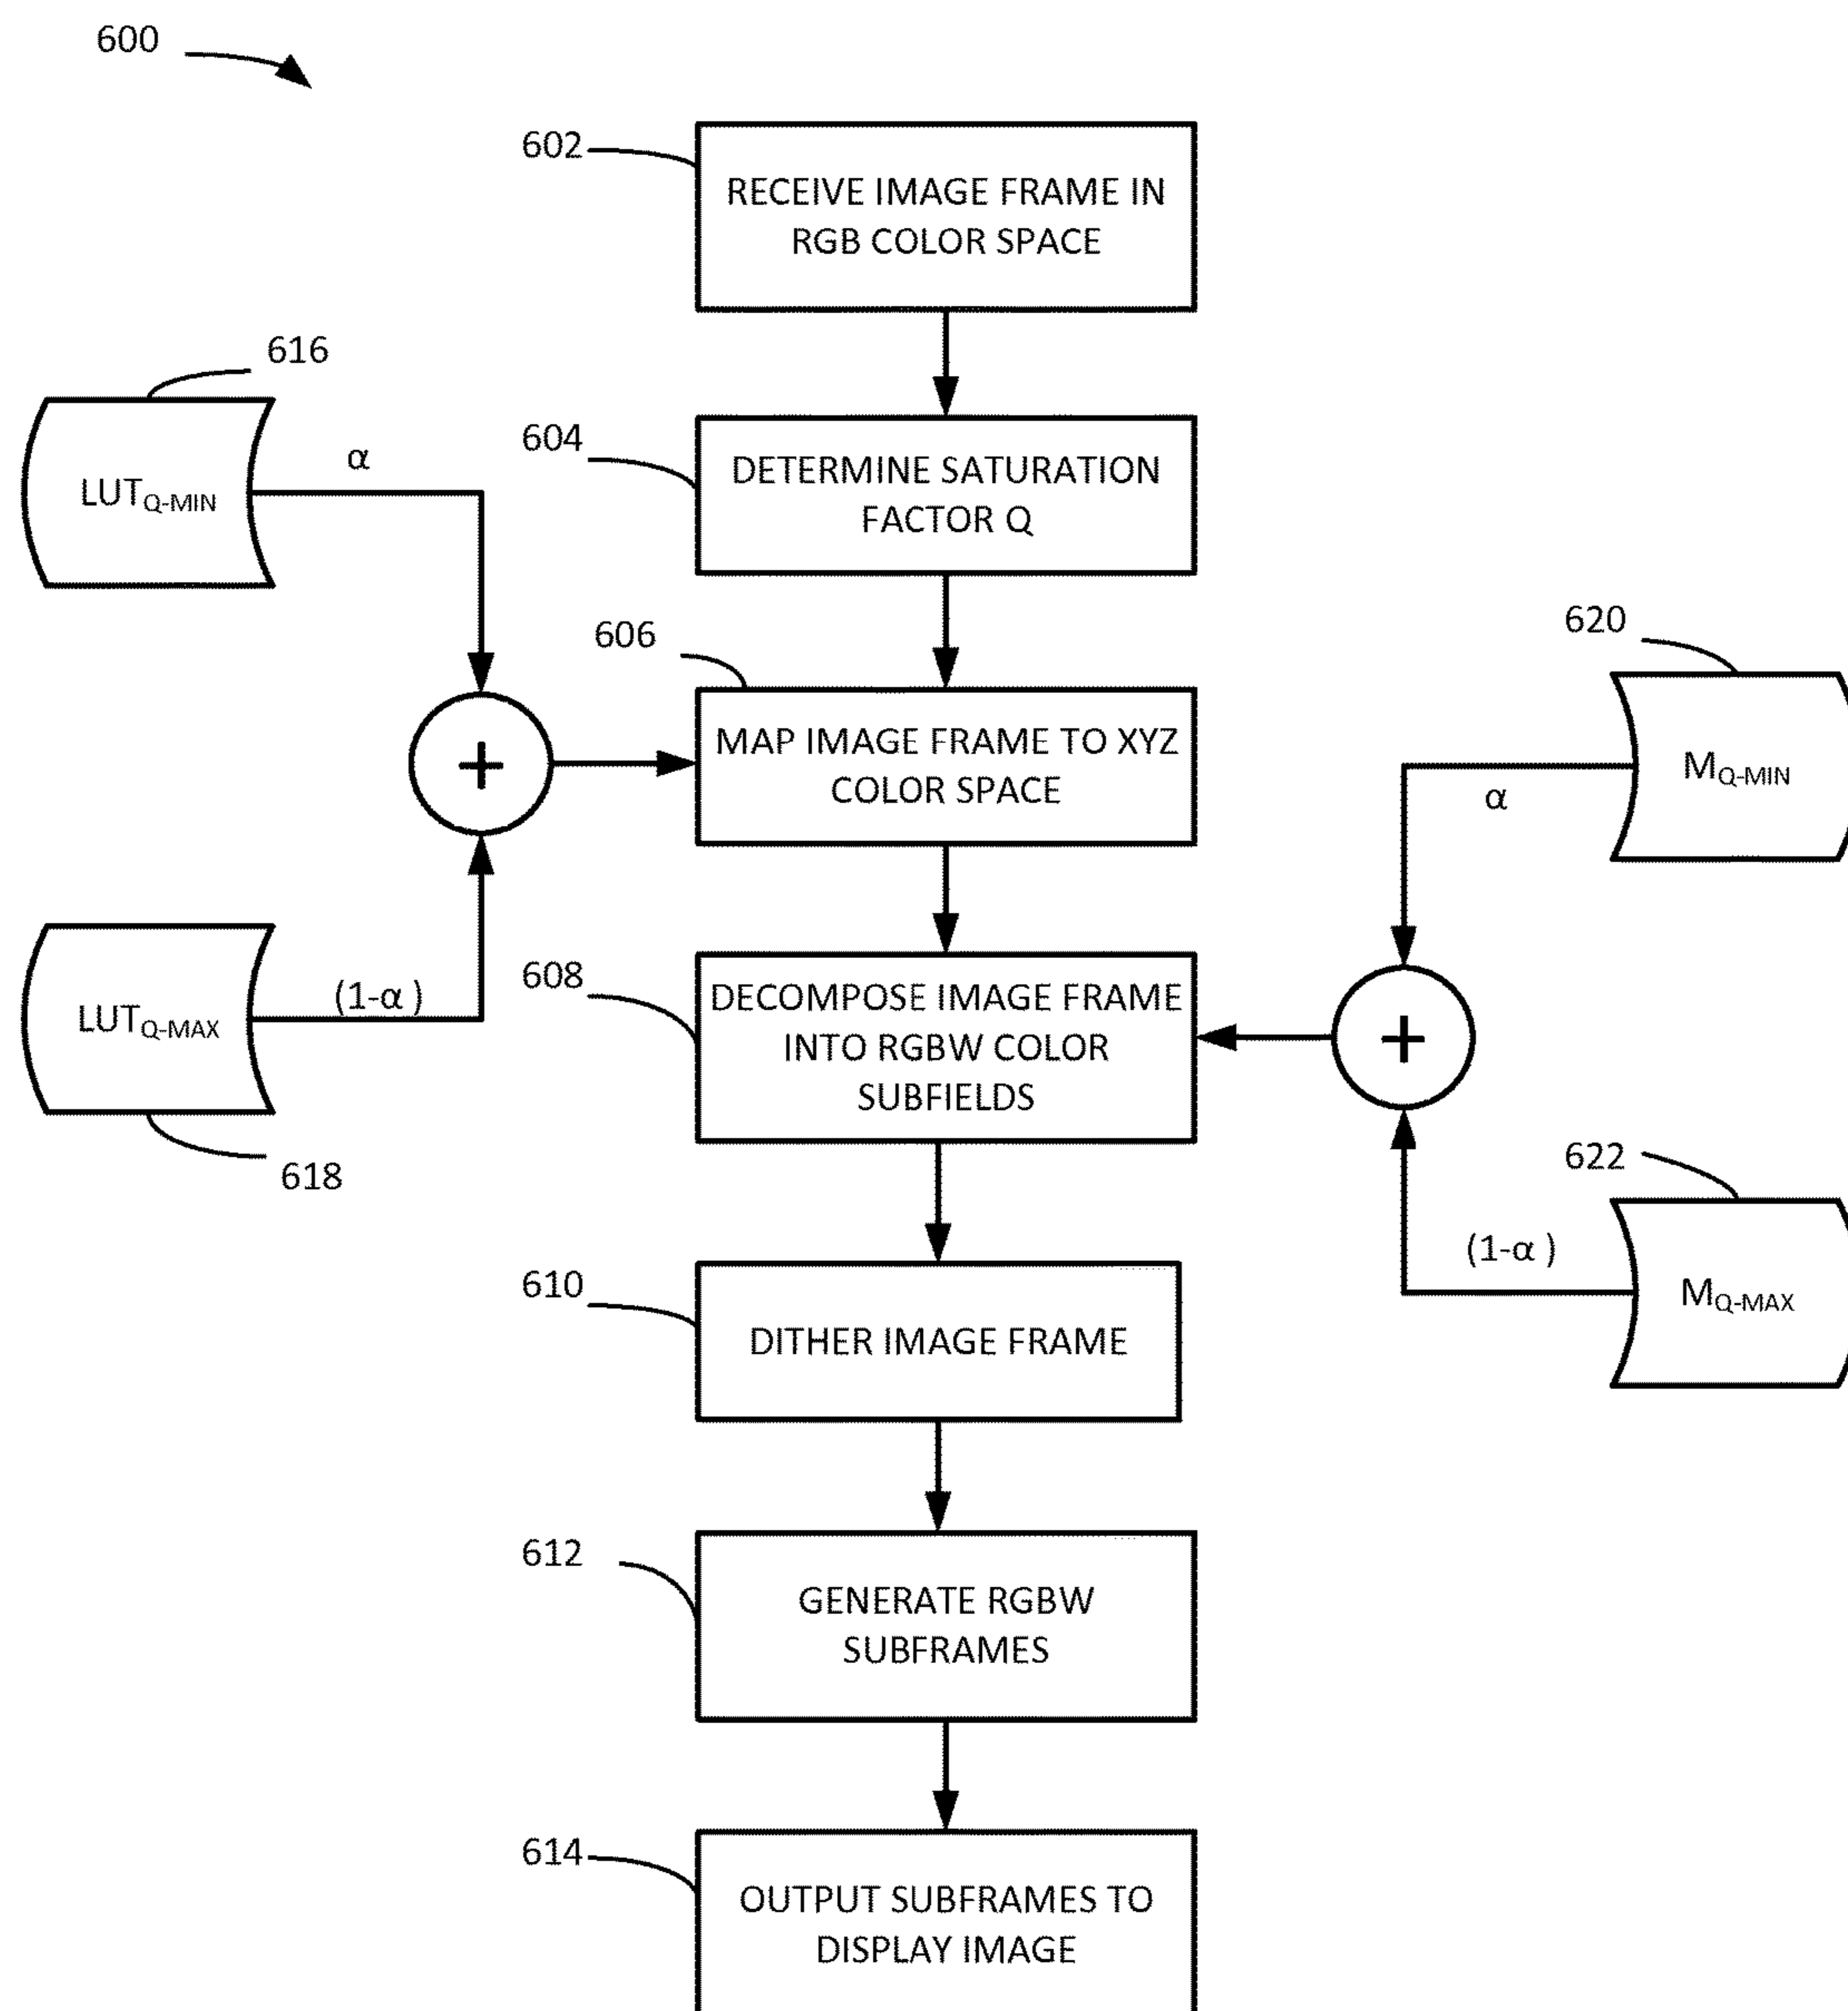 600
602
RECEIVE IMAGE FRAME IN
RGB COLOR SPACE
616
LUTQ-MIN
α
604
DETERMINE SATURATION
FACTOR Q
606
MAP IMAGE FRAME TO XYZ
COLOR SPACE
+
620
MQ-MIN
α
LUTQ-MAX
(1-α )
618
608
DECOMPOSE IMAGE FRAME
INTO RGBW COLOR
SUBFIELDS
+
622
MQ-MAX
(1-α )
610
DITHER IMAGE FRAME
612
GENERATE RGBW
SUBFRAMES
614
OUTPUT SUBFRAMES TO
DISPLAY IMAGE